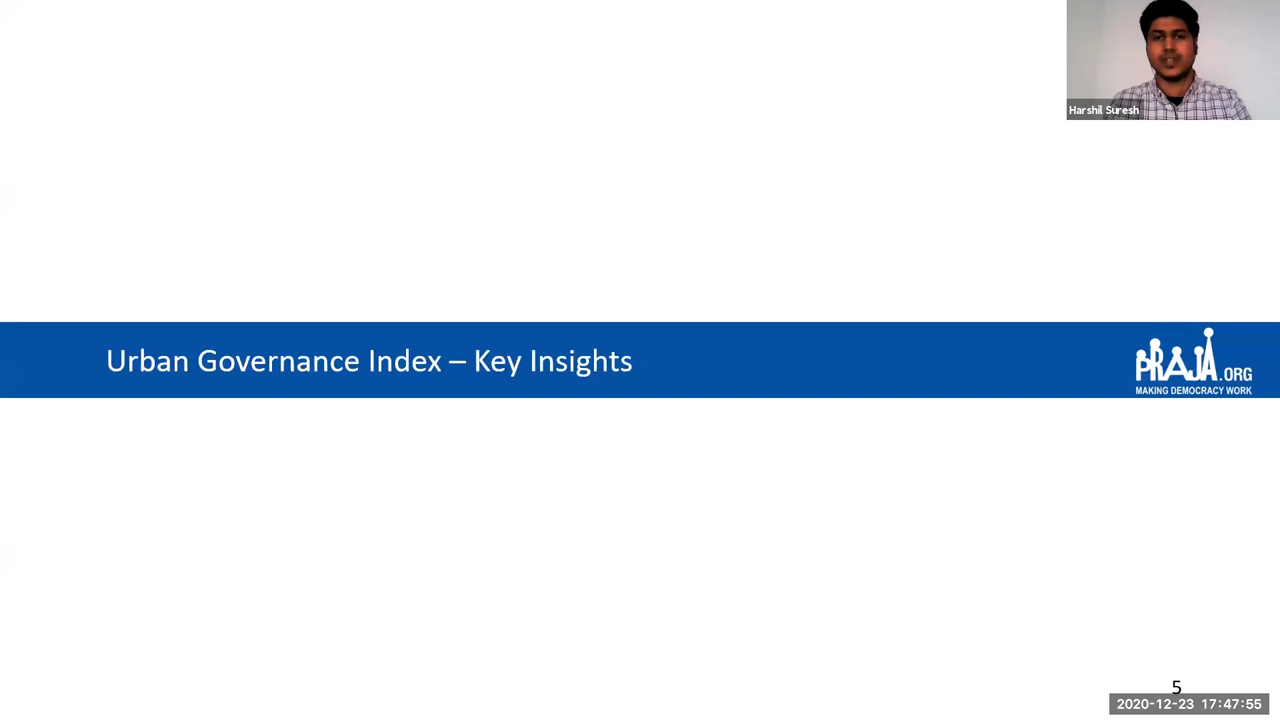 Harshil Suresh
Urban Governance Index – Key Insights
PRAJA.ORG
MAKING DEMOCRACY WORK
5
2020-12-23 17:47:55